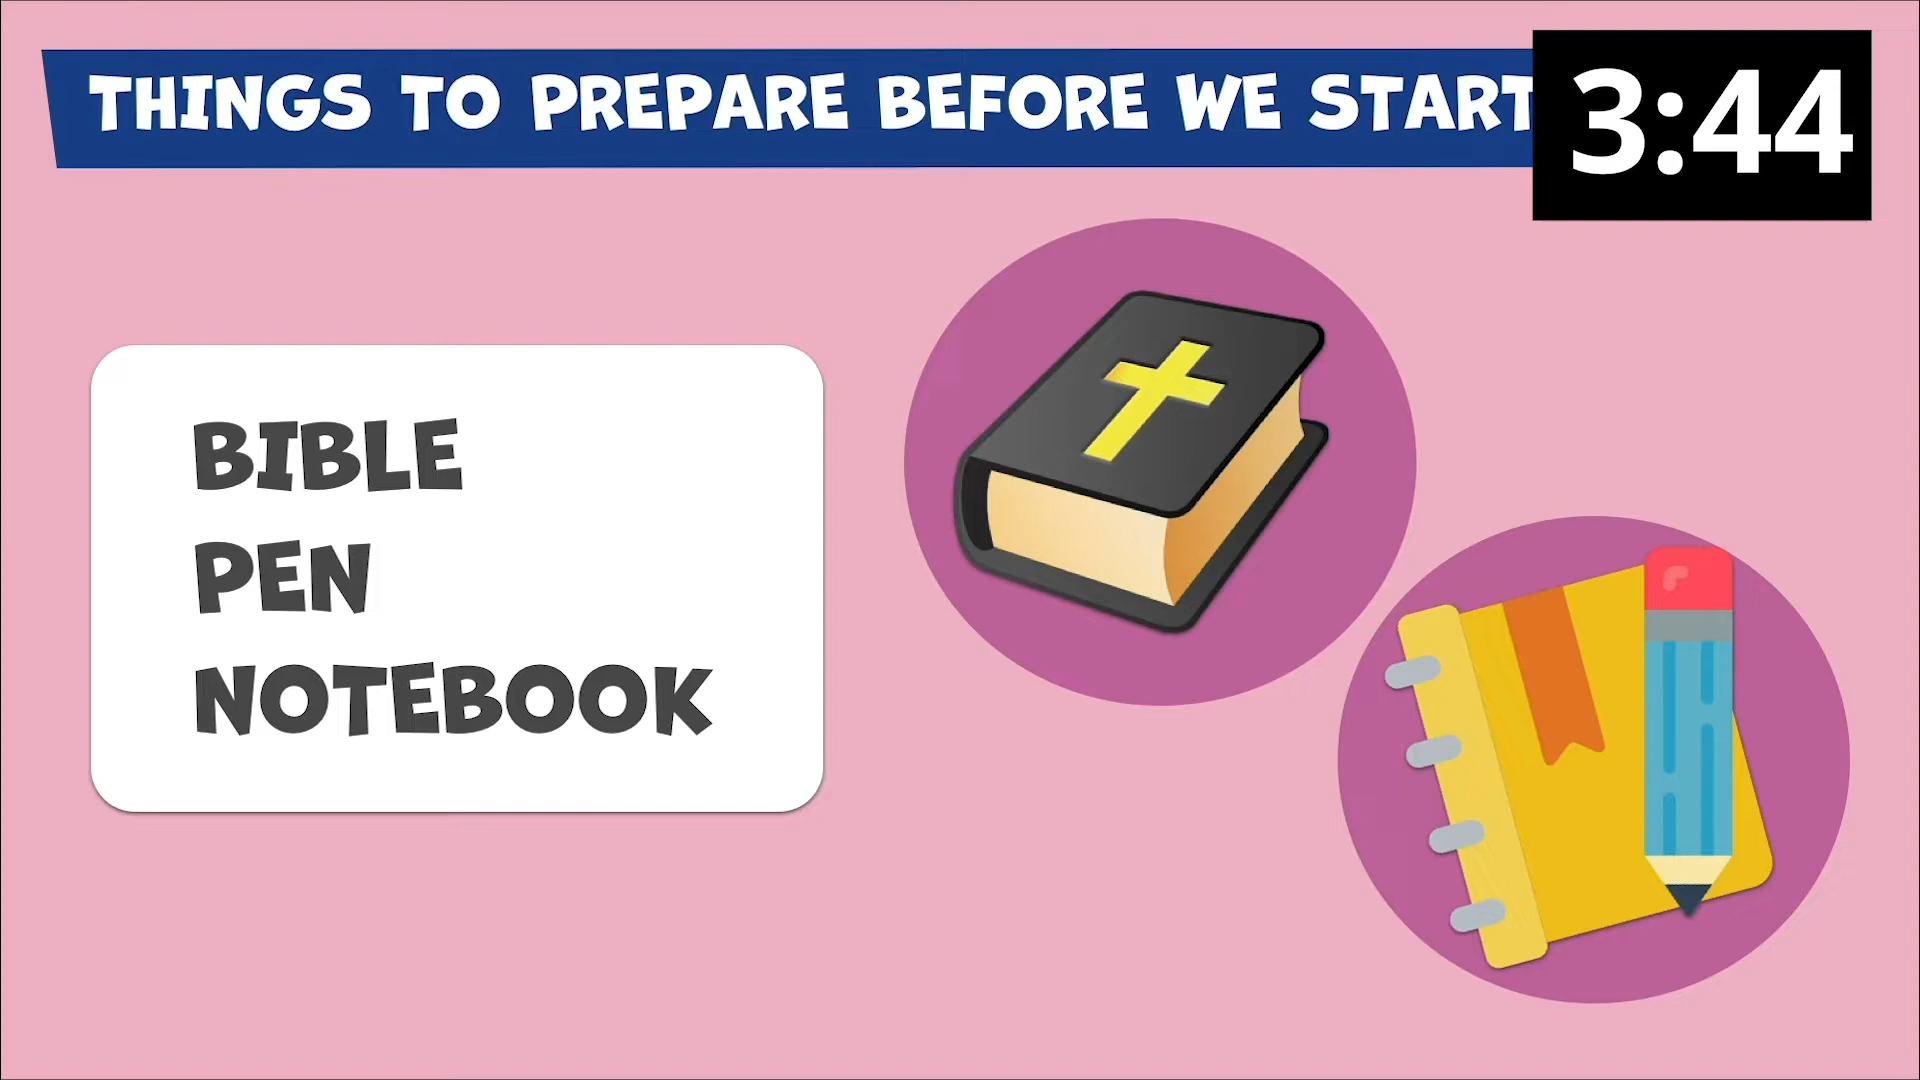 THINGS TO PREPARE BEFORE WE START
3:44
BIBLE
PEN
NOTEBOOK